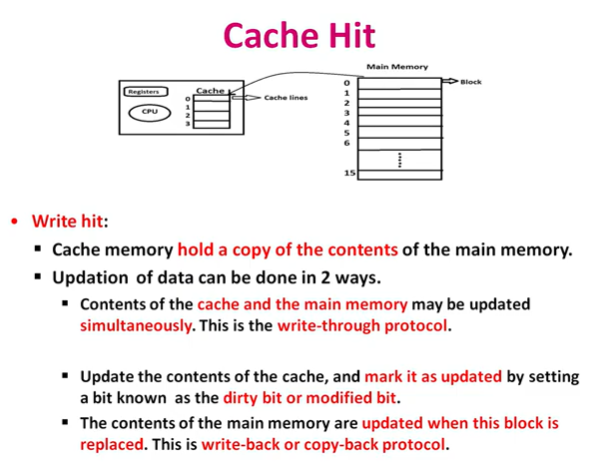 Cache Hit
Main Memory
Registers
Cache
CPU
0
1
2
3
Cache lines
0
1
2
3
4
5
6
15
Block
• Write hit:
▪ Cache memory hold a copy of the contents of the main memory.
▪ Updation of data can be done in 2 ways.
▪ Contents of the cache and the main memory may be updated
simultaneously. This is the write-through protocol.
▪ Update the contents of the cache, and mark it as updated by setting
a bit known as the dirty bit or modified bit.
▪ The contents of the main memory are updated when this block is
replaced. This is write-back or copy-back protocol.